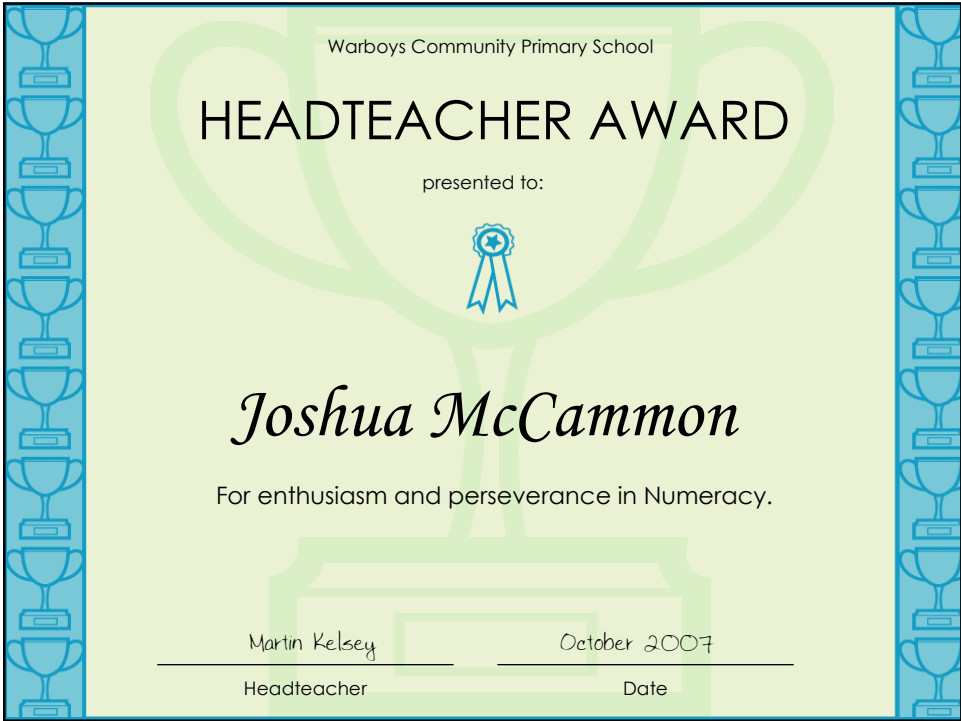 Warboys Community Primary School
HEADTEACHER AWARD
presented to:
Joshua McCammon
For enthusiasm and perseverance in Numeracy.
Martin Kelsey October 2007
Headteacher Date